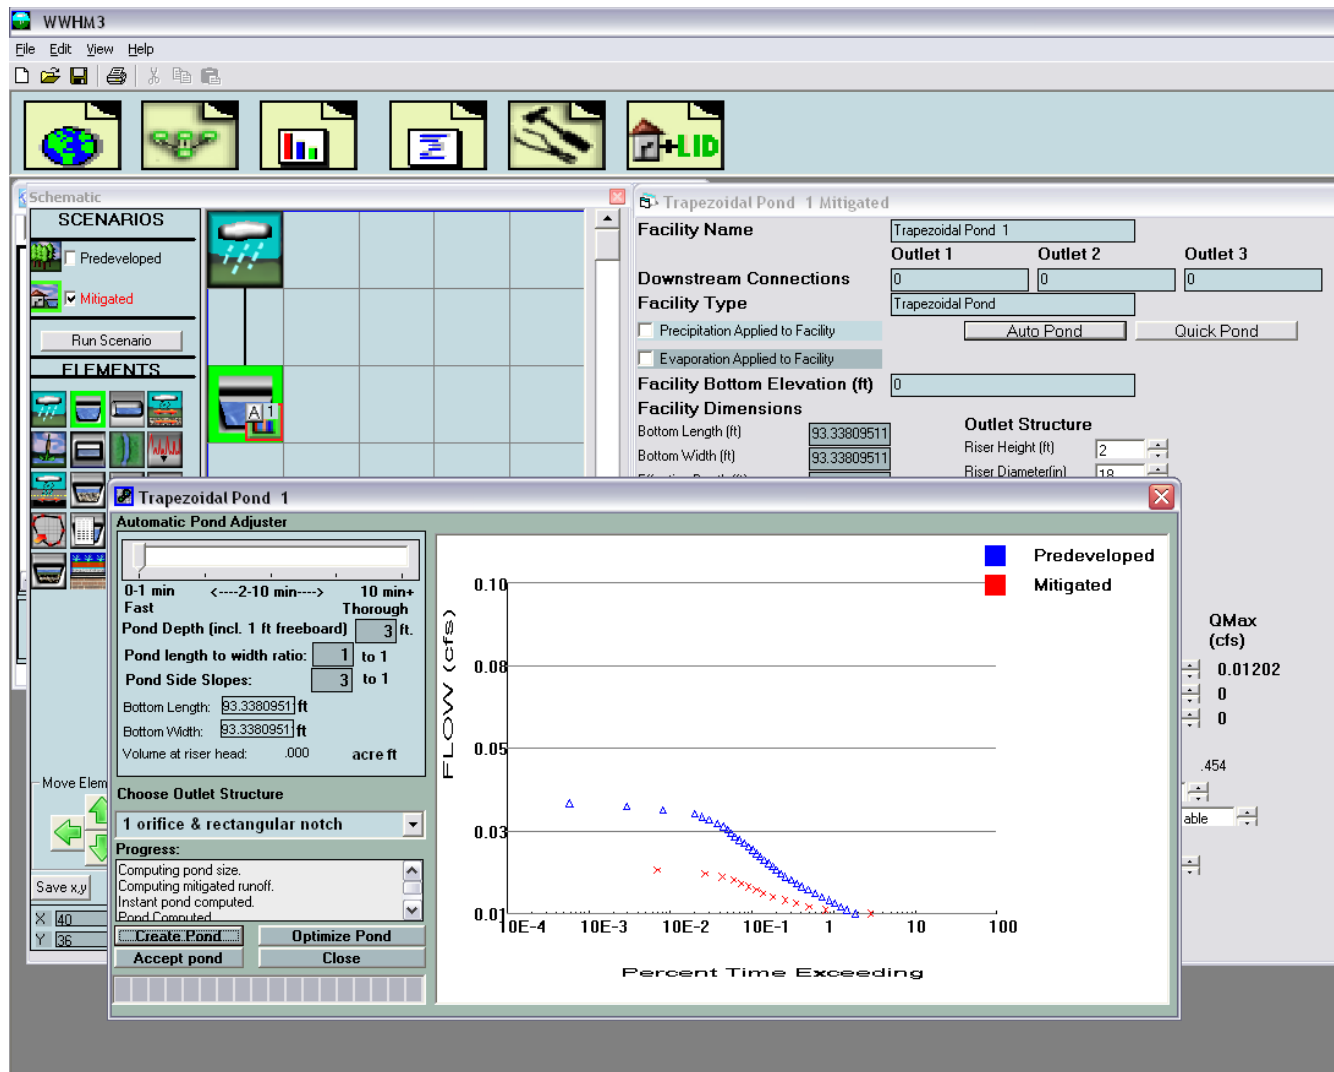 WWHM3
File Edit View Help
+LID
Schematic
SCENARIOS
Predeveloped
Mitigated
Run Scenario
ELEMENTS
A 1
Move Elem
Save x,y
X 40
Y 36
Trapezoidal Pond 1 Mitigated
Facility Name Trapezoidal Pond 1
Outlet 1 Outlet 2 Outlet 3
Downstream Connections 0 0 0
Facility Type Trapezoidal Pond
Precipitation Applied to Facility Auto Pond Quick Pond
Evaporation Applied to Facility
Facility Bottom Elevation (ft) 0
Facility Dimensions
Bottom Length (ft) 93.33809511
Bottom Width (ft) 93.33809511
Outlet Structure
Riser Height (ft) 2
Riser Diameter(in) 18
QMax
(cfs)
0.01202
0
0
.454
able
Trapezoidal Pond 1
Automatic Pond Adjuster
0-1 min <----2-10 min----> 10 min+
Fast Thorough
Pond Depth (incl. 1 ft freeboard) 3 ft.
Pond length to width ratio: 1 to 1
Pond Side Slopes: 3 to 1
Bottom Length: 93.3380951 ft
Bottom Width: 93.3380951 ft
Volume at riser head: .000 acre ft
Choose Outlet Structure
1 orifice & rectangular notch
Progress:
Computing pond size.
Computing mitigated runoff.
Instant pond computed.
Pond Computed
Create Pond Optimize Pond
Accept pond Close
Predeveloped
Mitigated
FLOW (cfs)
0.10
0.08
0.05
0.03
0.01
10E-4 10E-3 10E-2 10E-1 1 10 100
Percent Time Exceeding